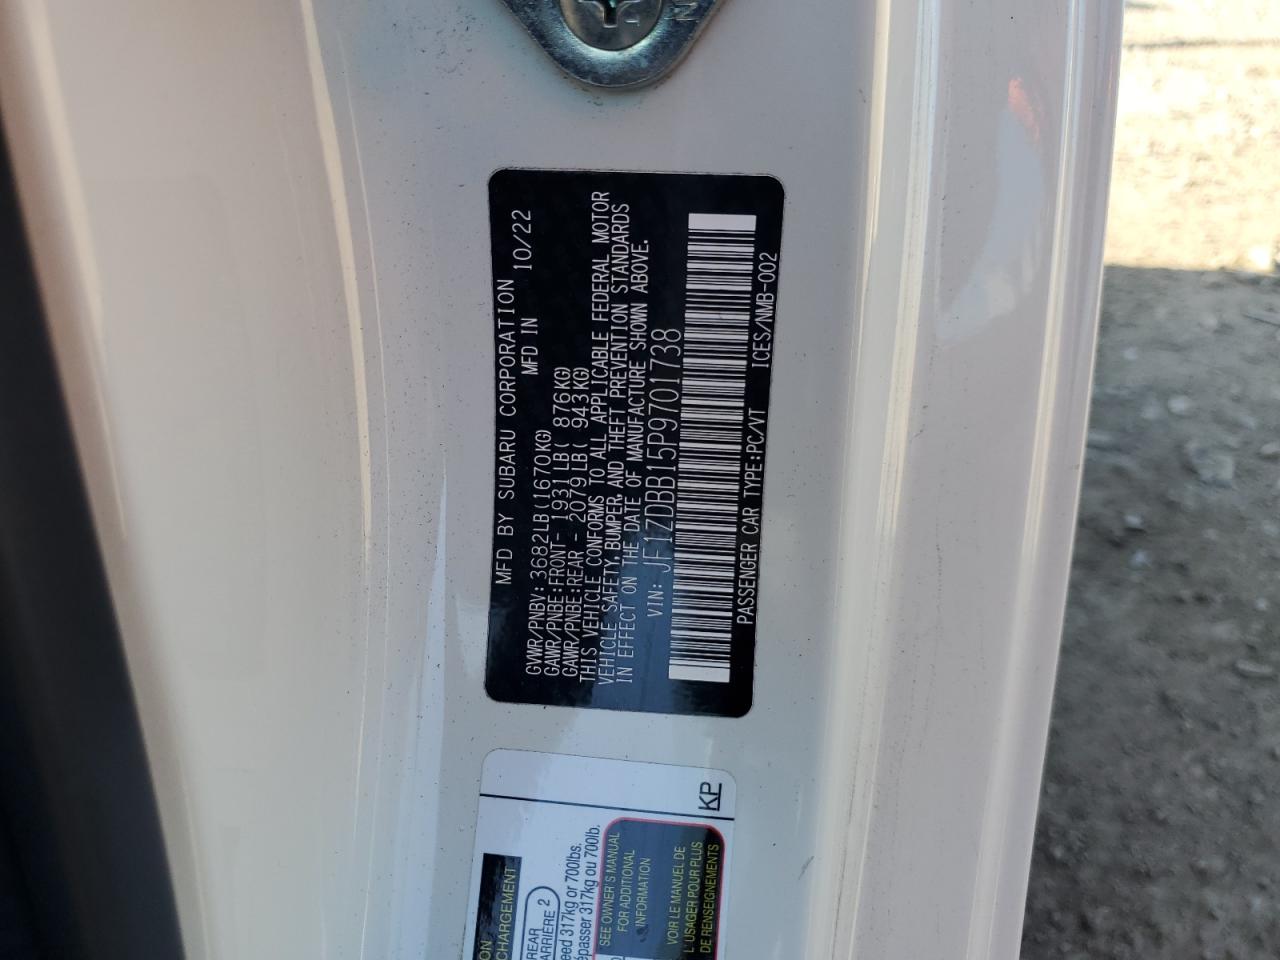 MFD BY SUBARU CORPORATION 10/22
MFD IN
GVWR/PNBV: 3682LB(1670KG)
GAWR/PNBE:FRONT- 1931LB( 876KG)
GAWR/PNBE:REAR - 2079LB( 943KG)
THIS VEHICLE CONFORMS TO ALL APPLICABLE FEDERAL MOTOR
VEHICLE SAFETY, BUMPER, AND THEFT PREVENTION STANDARDS
IN EFFECT ON THE DATE OF MANUFACTURE SHOWN ABOVE.
VIN: JF1ZDBB15P9701738
PASSENGER CAR TYPE:PC/VT ICES/NMB-002
CHARGEMENT
REAR
ARRIERE 2
eed 317kg or 700lbs.
épasser 317kg ou 700lb.
SEE OWNER'S MANUAL
FOR ADDITIONAL
INFORMATION
VOIR LE MANUEL DE
L'USAGER POUR PLUS
DE RENSEIGNEMENTS
KP